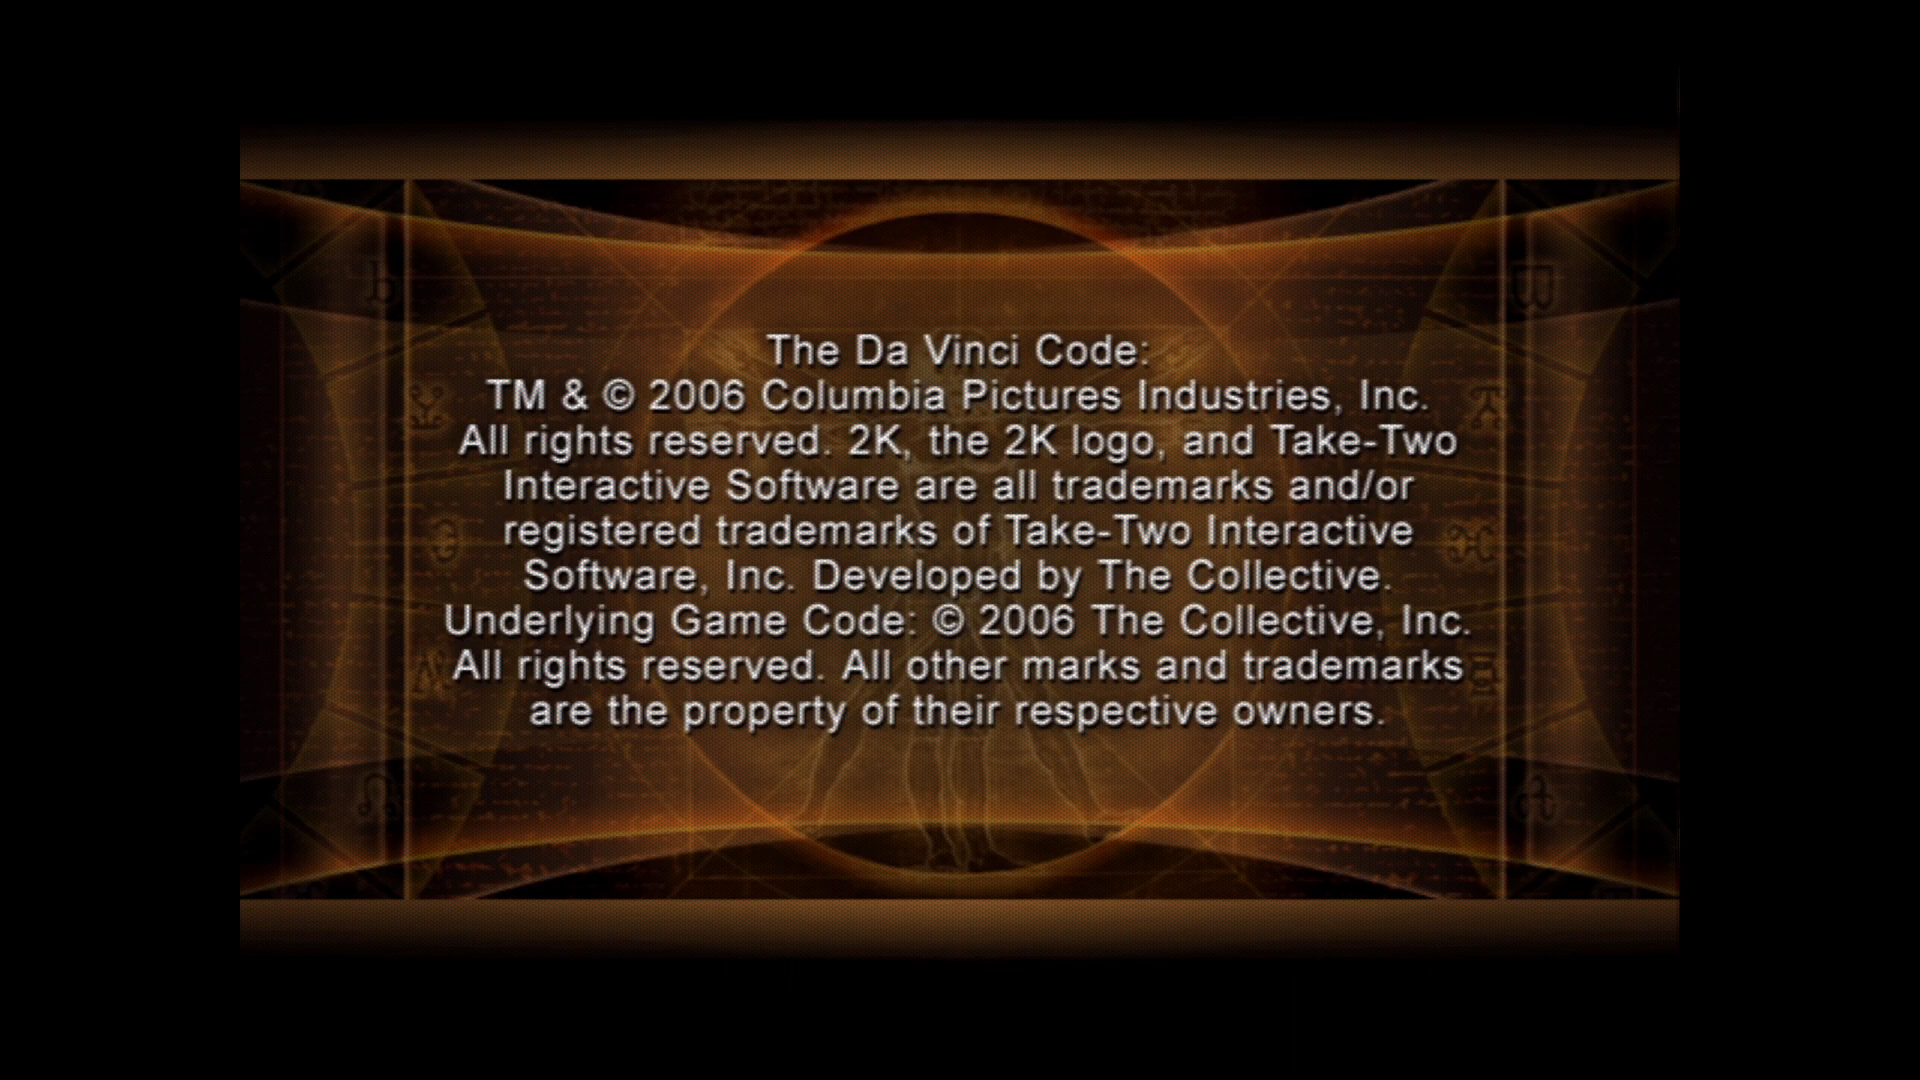 The Da Vinci Code:
TM & © 2006 Columbia Pictures Industries, Inc.
All rights reserved. 2K, the 2K logo, and Take-Two
Interactive Software are all trademarks and/or
registered trademarks of Take-Two Interactive
Software, Inc. Developed by The Collective.
Underlying Game Code: © 2006 The Collective, Inc.
All rights reserved. All other marks and trademarks
are the property of their respective owners.